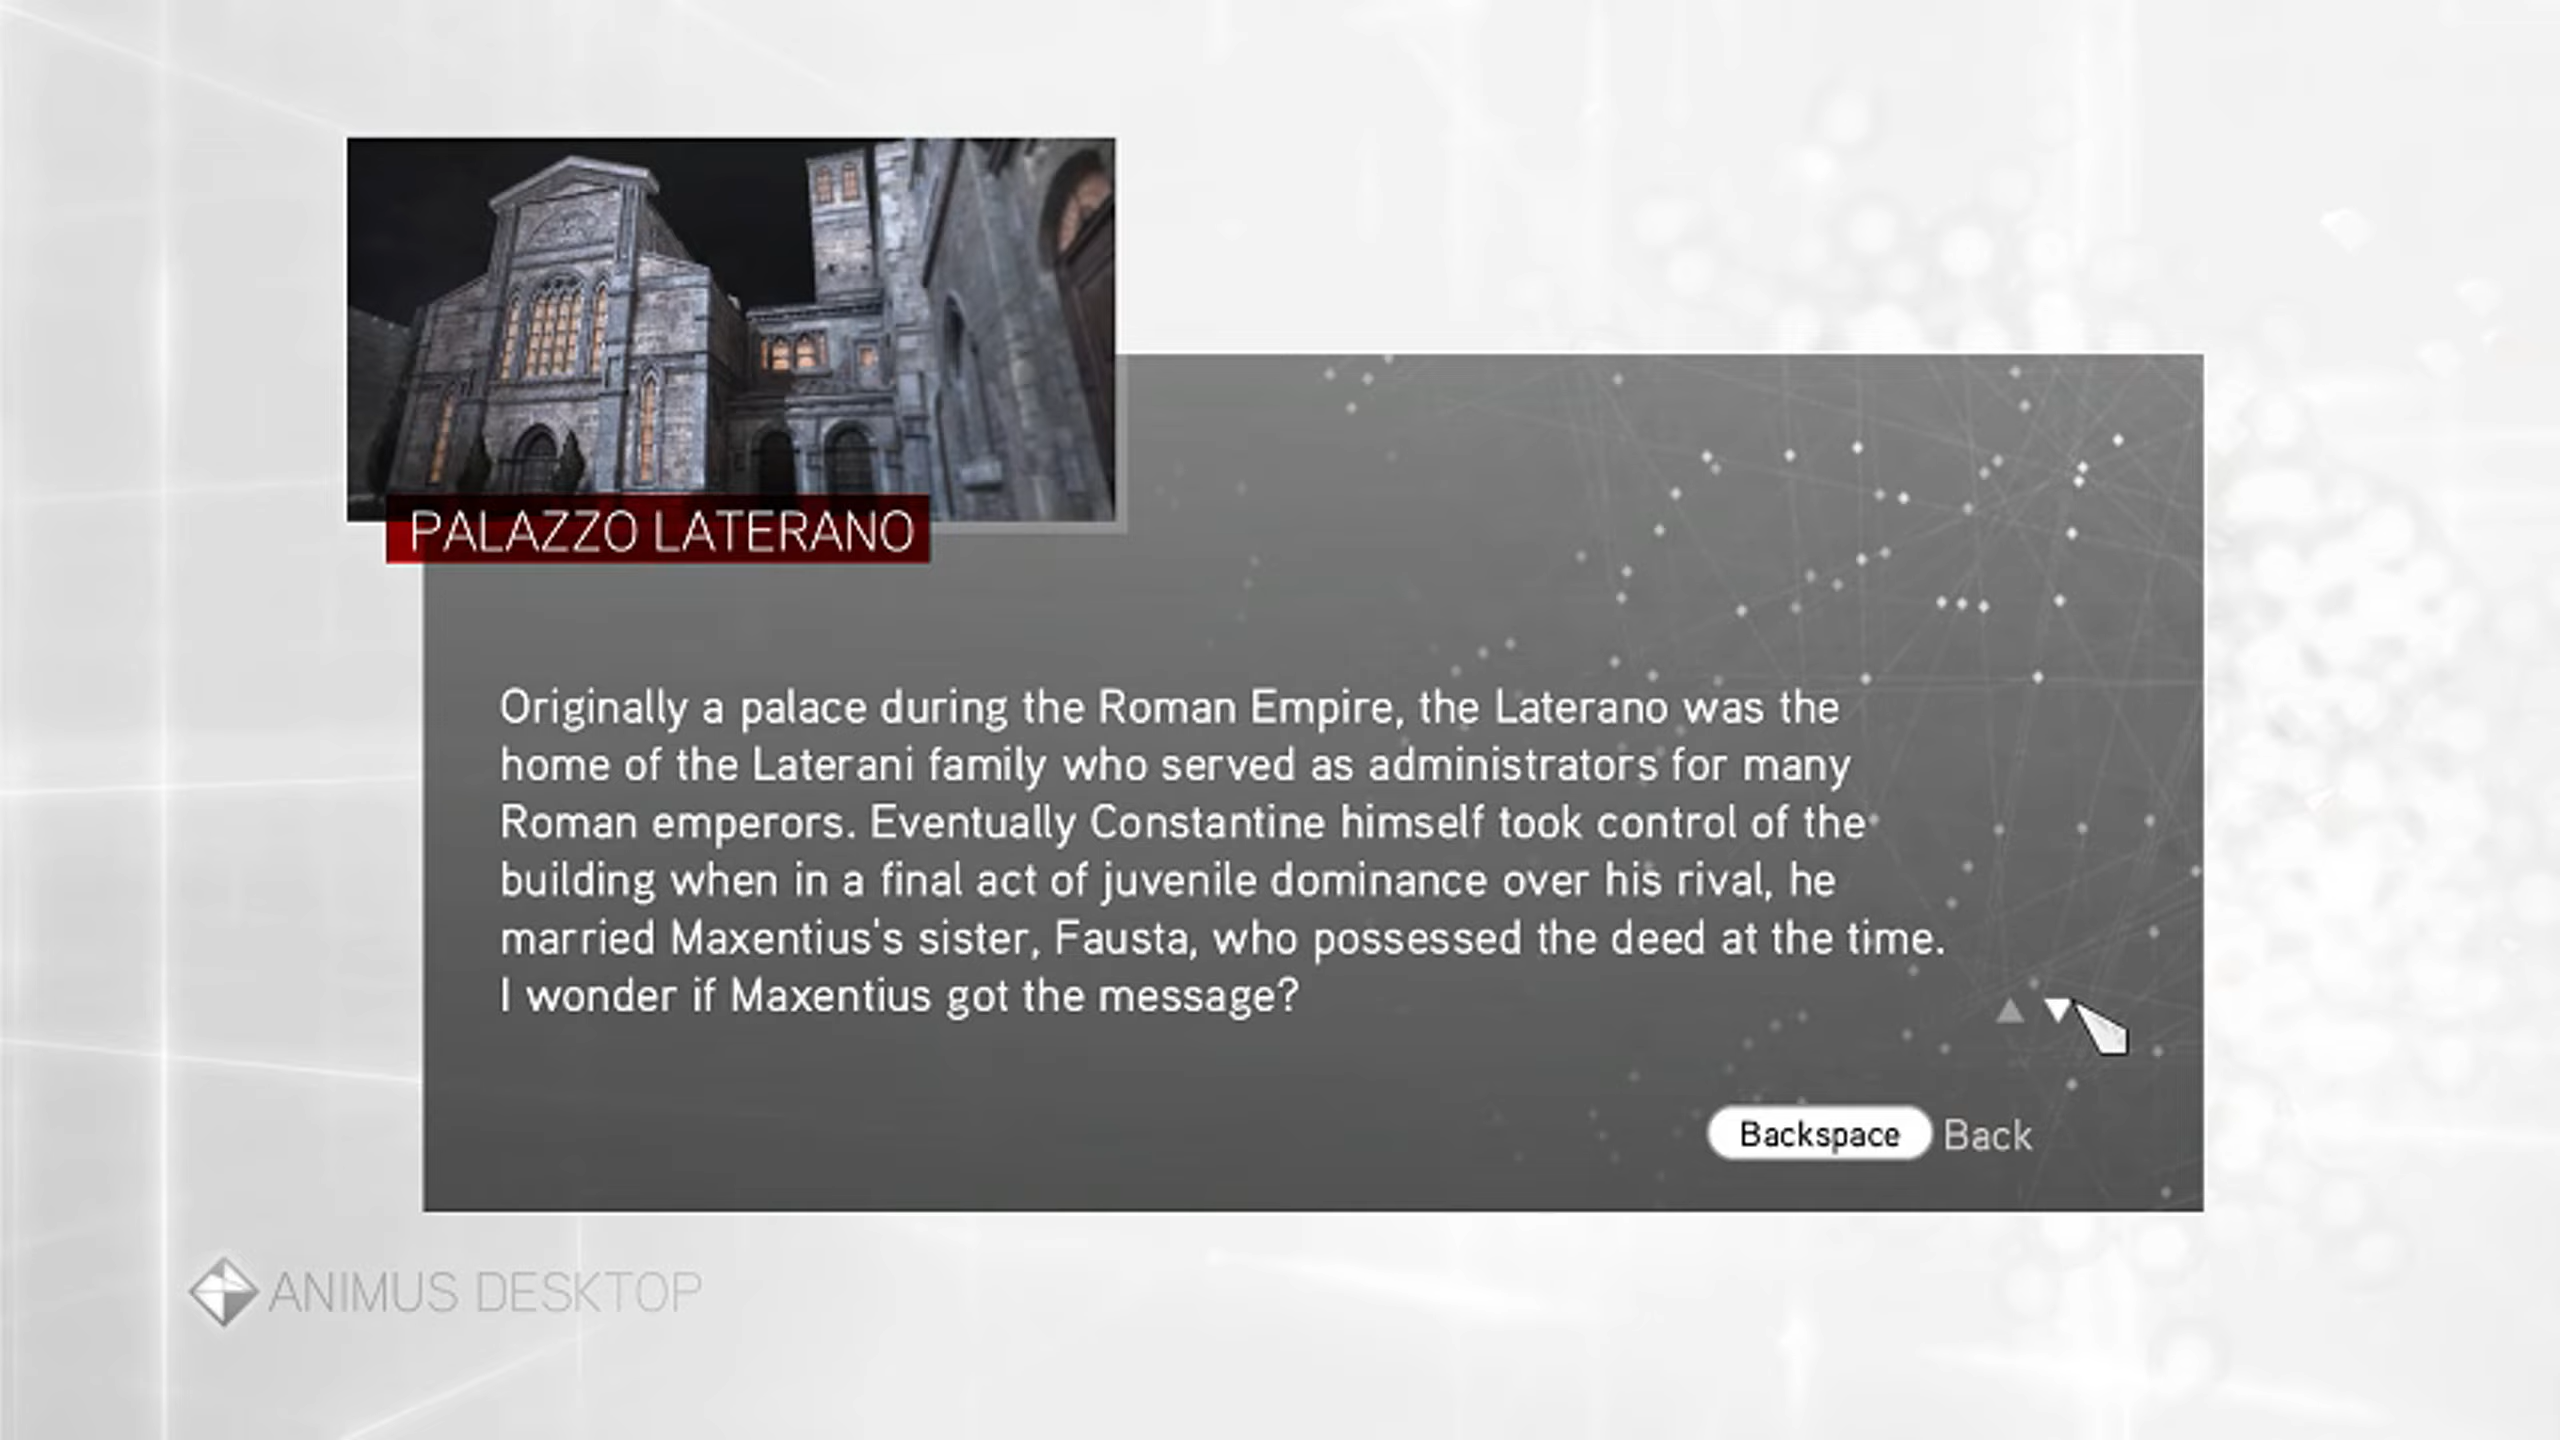 PALAZZO LATERANO
Originally a palace during the Roman Empire, the Laterano was the
home of the Laterani family who served as administrators for many
Roman emperors. Eventually Constantine himself took control of the
building when in a final act of juvenile dominance over his rival, he
married Maxentius's sister, Fausta, who possessed the deed at the time.
I wonder if Maxentius got the message?
Backspace Back
ANIMUS DESKTOP